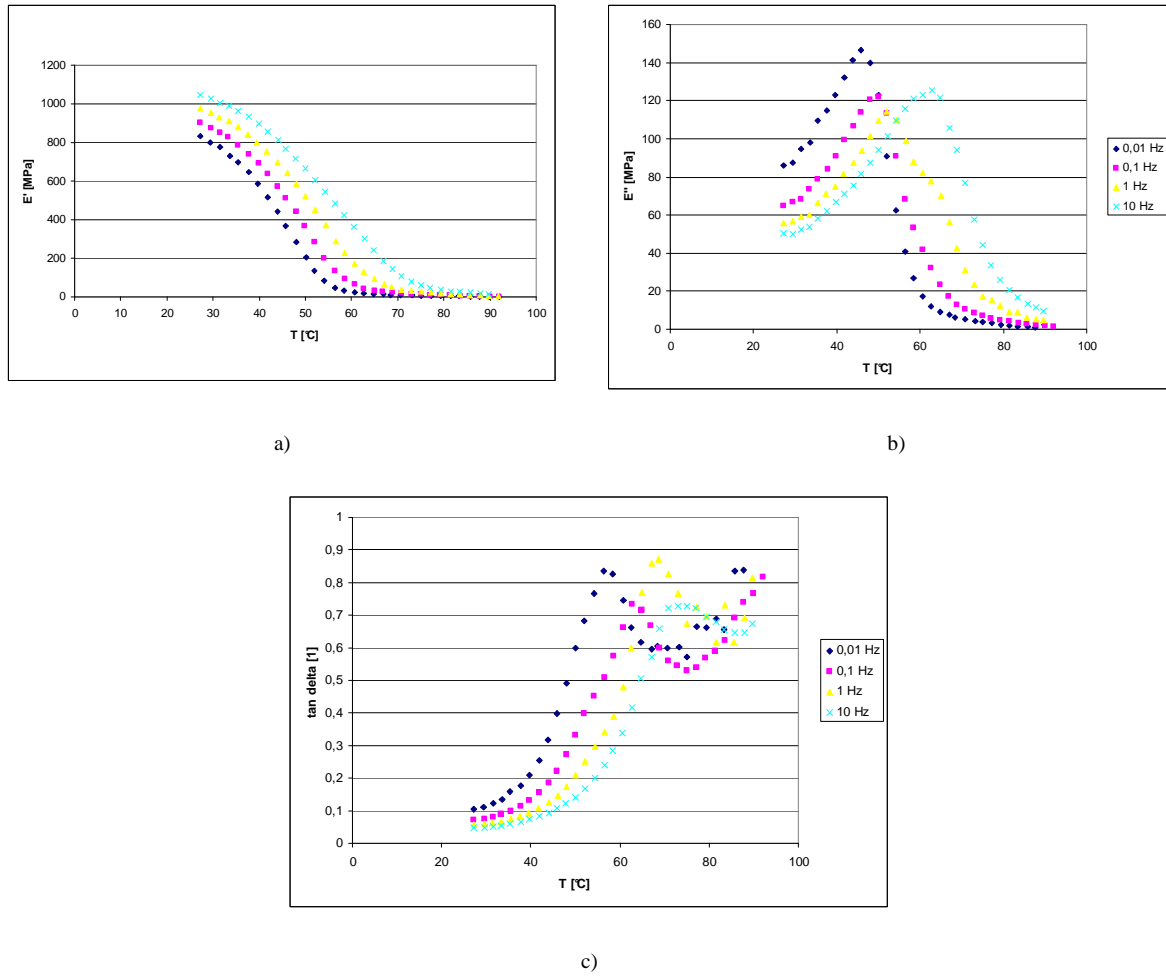 E' [MPa]
1200
1000
800
600
400
200
0
0 10 20 30 40 50 60 70 80 90 100
T [°C]
a)
E'' [MPa]
160
140
120
100
80
60
40
20
0
0 20 40 60 80 100
T [°C]
0,01 Hz
0,1 Hz
1 Hz
10 Hz
b)
tan delta [1]
1
0,9
0,8
0,7
0,6
0,5
0,4
0,3
0,2
0,1
0
0 20 40 60 80 100
T [°C]
0,01 Hz
0,1 Hz
1 Hz
10 Hz
c)